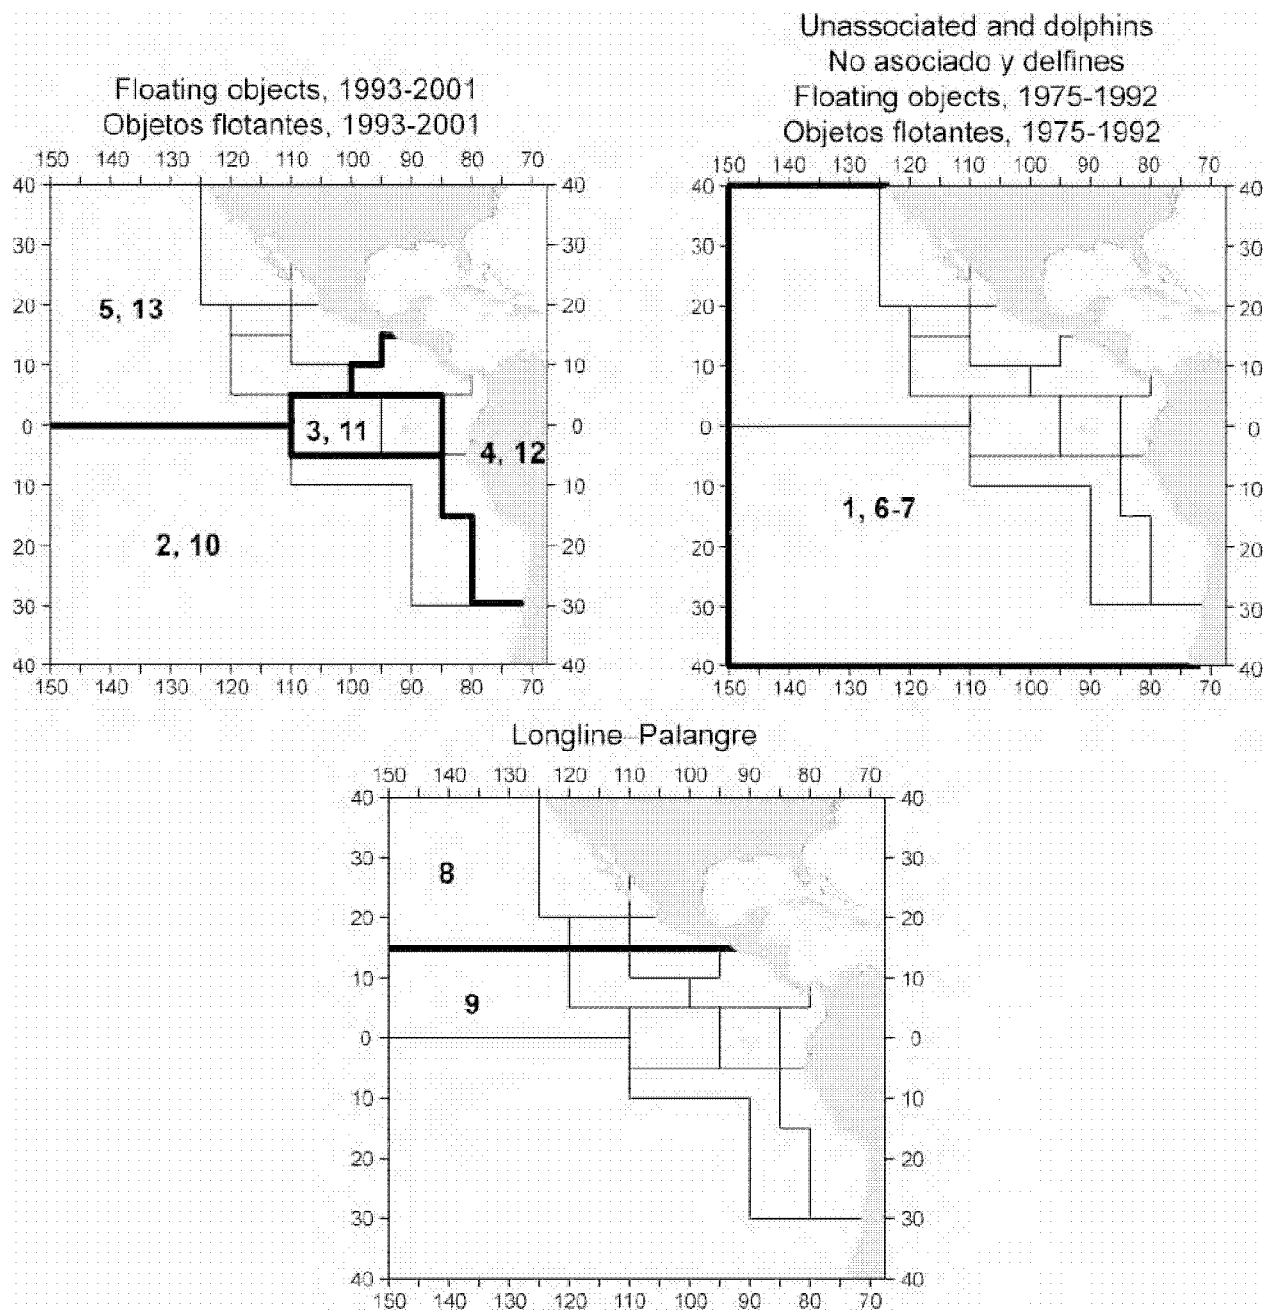 Floating objects, 1993-2001
Objetos flotantes, 1993-2001
150 140 130 120 110 100 90 80 70
40 40
30 30
20 20
5, 13
10 10
0 0
3, 11
4, 12
10 10
2, 10
20 20
30 30
40 40
150 140 130 120 110 100 90 80 70
Unassociated and dolphins
No asociado y delfines
Floating objects, 1975-1992
Objetos flotantes, 1975-1992
150 140 130 120 110 100 90 80 70
40 40
30 30
20 20
10 10
0 0
10 10
1, 6-7
20 20
30 30
40 40
150 140 130 120 110 100 90 80 70
Longline Palangre
150 140 130 120 110 100 90 80 70
40 40
30 30
8
20 20
10 10
9
0 0
10 10
20 20
30 30
40 40
150 140 130 120 110 100 90 80 70